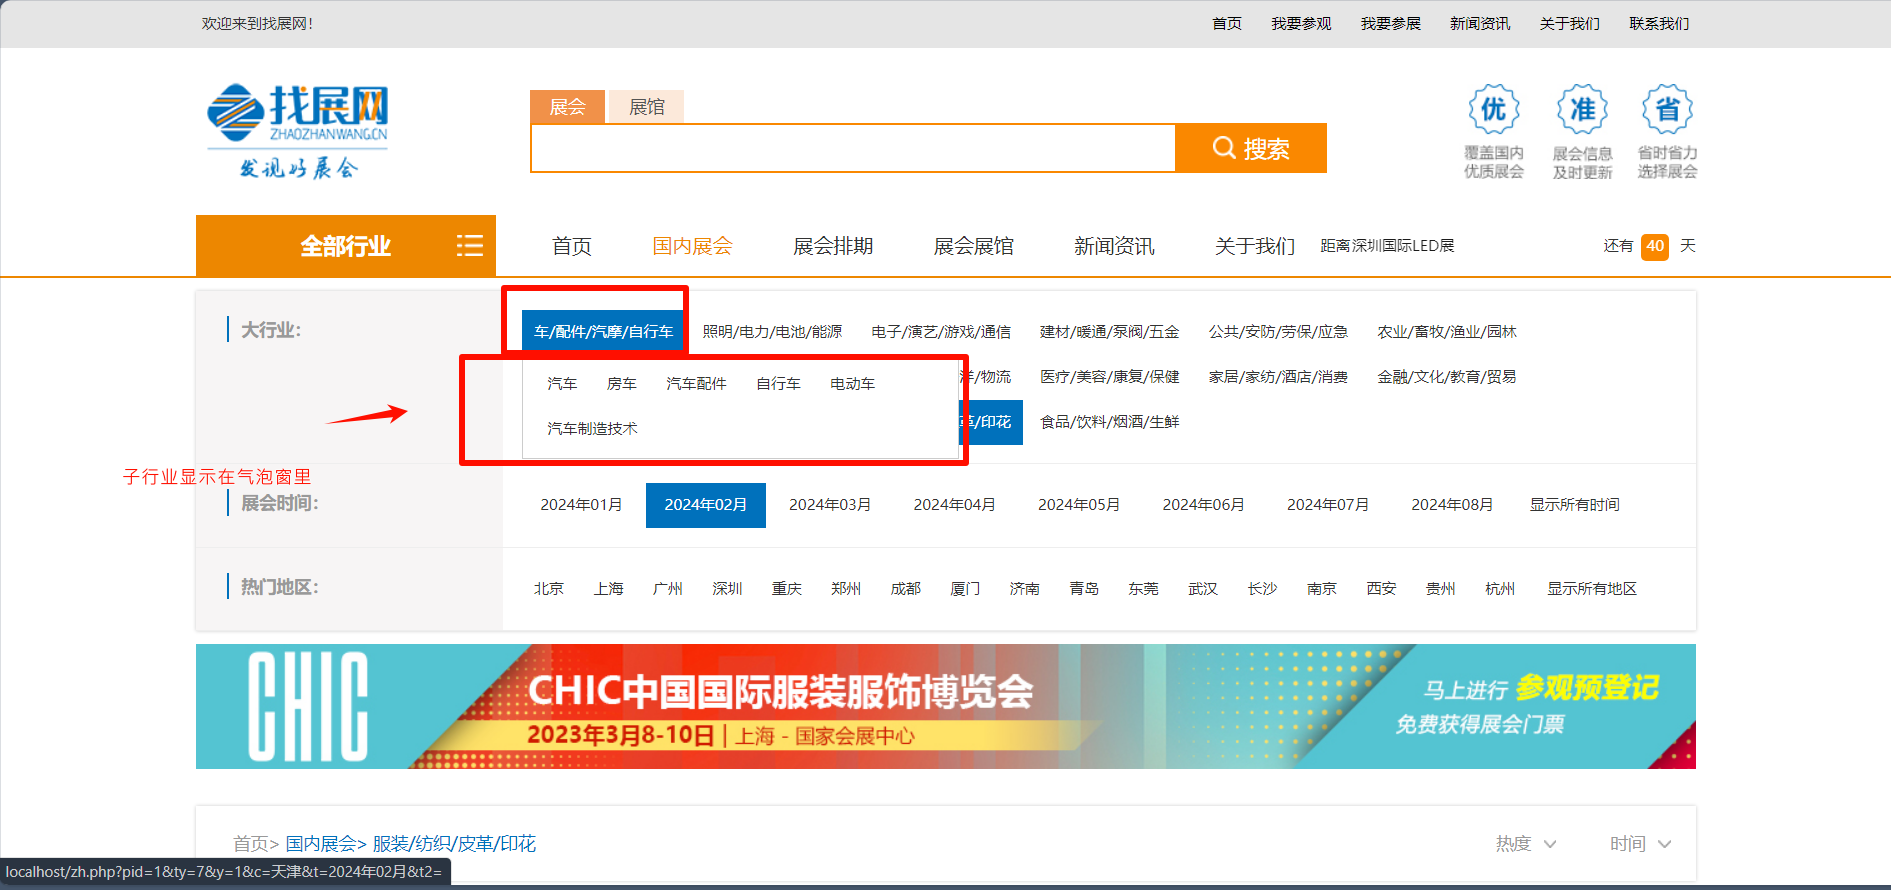 欢迎来到找展网!
首页 我要参观 我要参展 新闻资讯 关于我们 联系我们
找展网
ZHAOZHANWANG.CN
发现好展会
展会 展馆
搜索
优 准 省
覆盖国内 展会信息 省时省力
优质展会 及时更新 选择展会
全部行业 首页 国内展会 展会排期 展会展馆 新闻资讯 关于我们 距离深圳国际LED展 还有 40 天
大行业: 车/配件/汽摩/自行车 照明/电力/电池/能源 电子/演艺/游戏/通信 建材/暖通/泵阀/五金 公共/安防/劳保/应急 农业/畜牧/渔业/园林
汽车 房车 汽车配件 自行车 电动车 洋/物流 医疗/美容/康复/保健 家居/家纺/酒店/消费 金融/文化/教育/贸易
汽车制造技术 革/印花 食品/饮料/烟酒/生鲜
子行业显示在气泡窗里
展会时间: 2024年01月 2024年02月 2024年03月 2024年04月 2024年05月 2024年06月 2024年07月 2024年08月 显示所有时间
热门地区: 北京 上海 广州 深圳 重庆 郑州 成都 厦门 济南 青岛 东莞 武汉 长沙 南京 西安 贵州 杭州 显示所有地区
CHIC CHIC中国国际服装服饰博览会
2023年3月8-10日 | 上海 - 国家会展中心
马上进行 参观预登记
免费获得展会门票
首页> 国内展会> 服装/纺织/皮革/印花 热度 时间
localhost/zh.php?pid=1&ty=7&y=1&c=天津&t=2024年02月&t2=